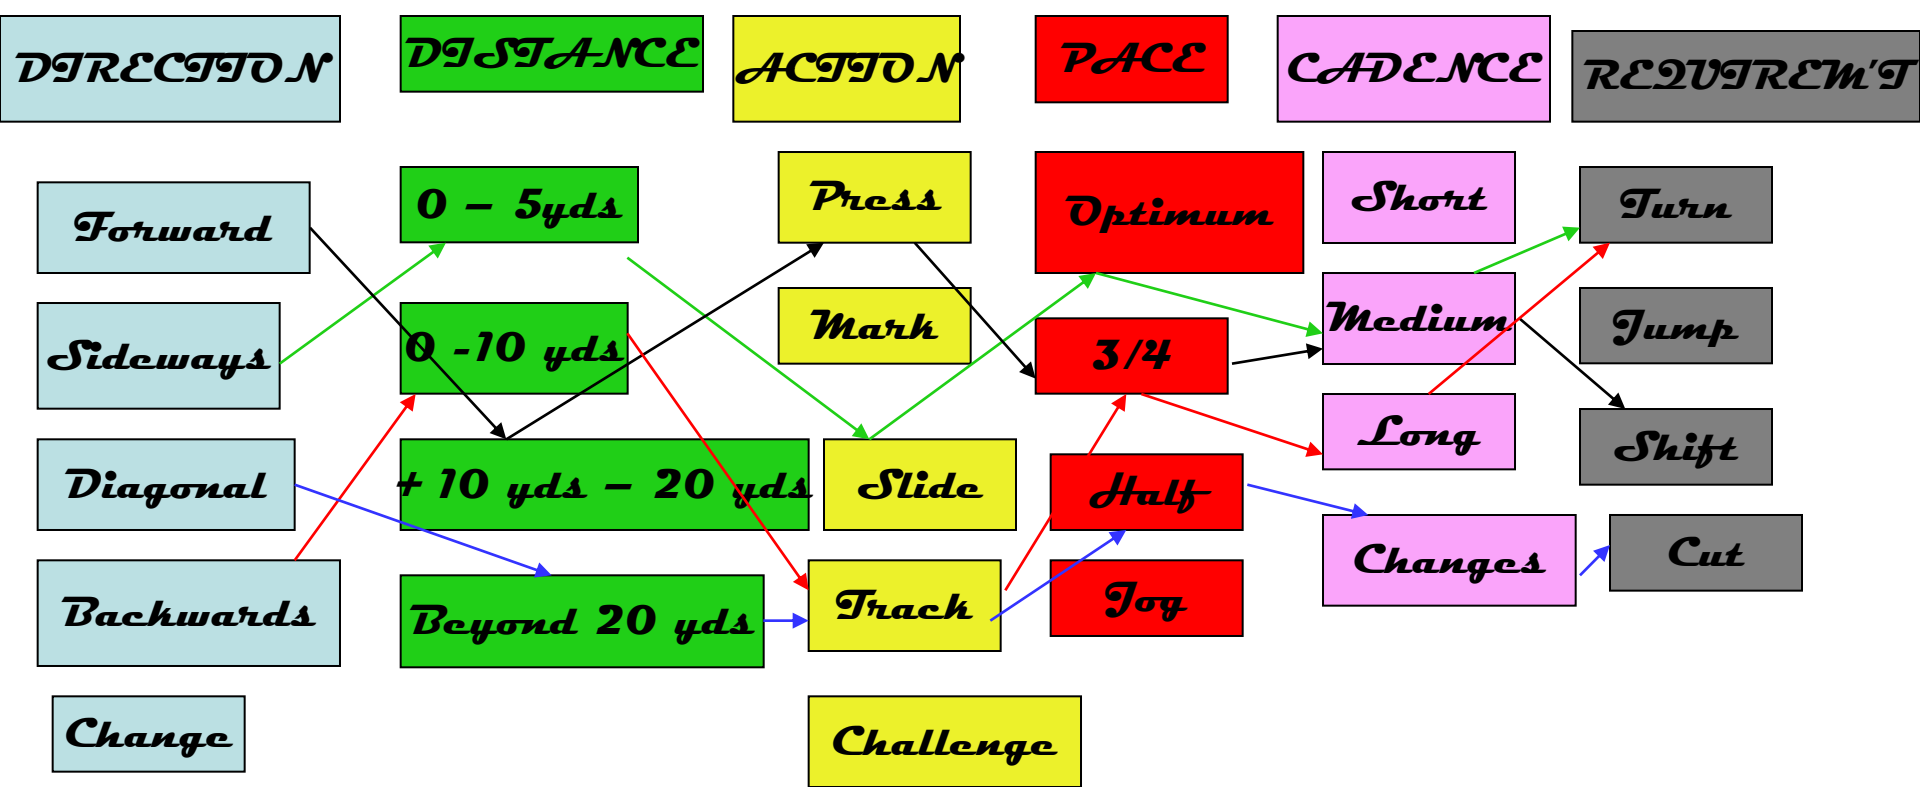 DIRECTION
DISTANCE
ACTION
PACE
CADENCE
REQUIREM'T
Forward
Sideways
Diagonal
Backwards
Change
0 – 5yds
0 -10 yds
+ 10 yds – 20 yds
Beyond 20 yds
Press
Mark
Slide
Track
Challenge
Optimum
3/4
Half
Jog
Short
Medium
Long
Changes
Turn
Jump
Shift
Cut